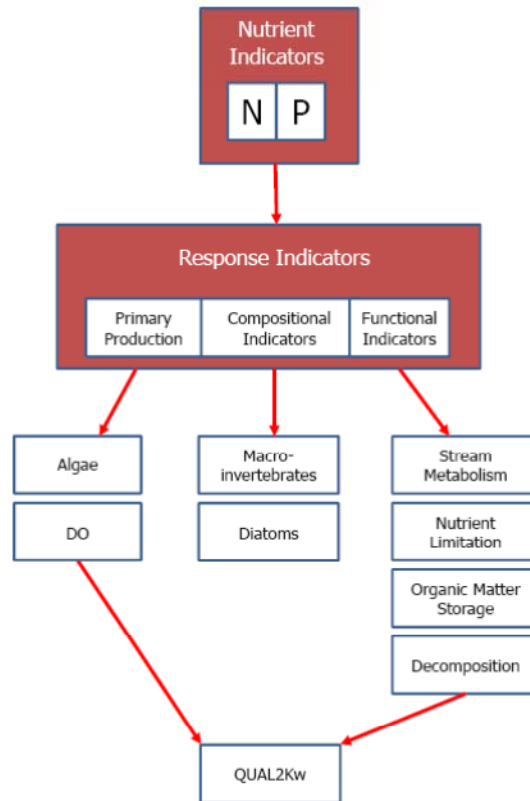 Nutrient
Indicators
N P
Response Indicators
Primary
Production
Compositional
Indicators
Functional
Indicators
Algae
DO
Macro-
invertebrates
Diatoms
Stream
Metabolism
Nutrient
Limitation
Organic Matter
Storage
Decomposition
QUAL2Kw